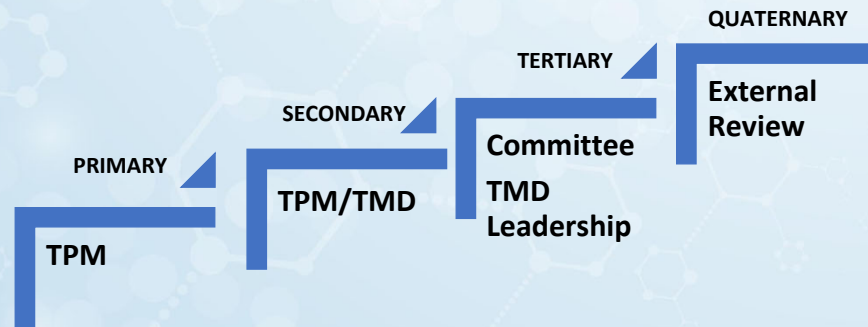 PRIMARY
TPM
SECONDARY
TPM/TMD
TERTIARY
Committee
TMD
Leadership
QUATERNARY
External
Review